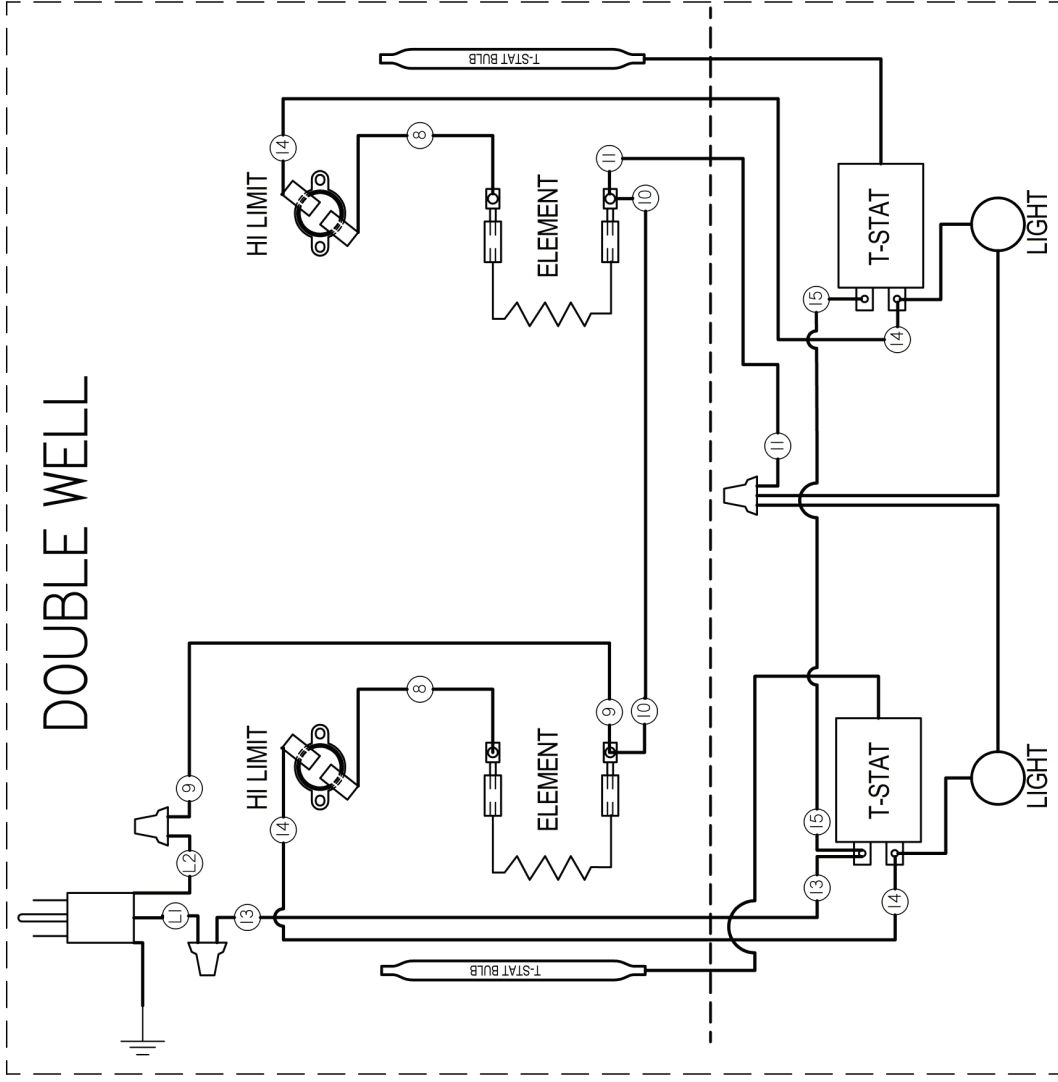 DOUBLE WELL
T-STAT BULB
14
8
HI LIMIT
11
10
ELEMENT
T-STAT
LIGHT
15
14
11
9
9
10
8
HI LIMIT
14
ELEMENT
L2
L1
13
T-STAT BULB
15
13
14
T-STAT
LIGHT